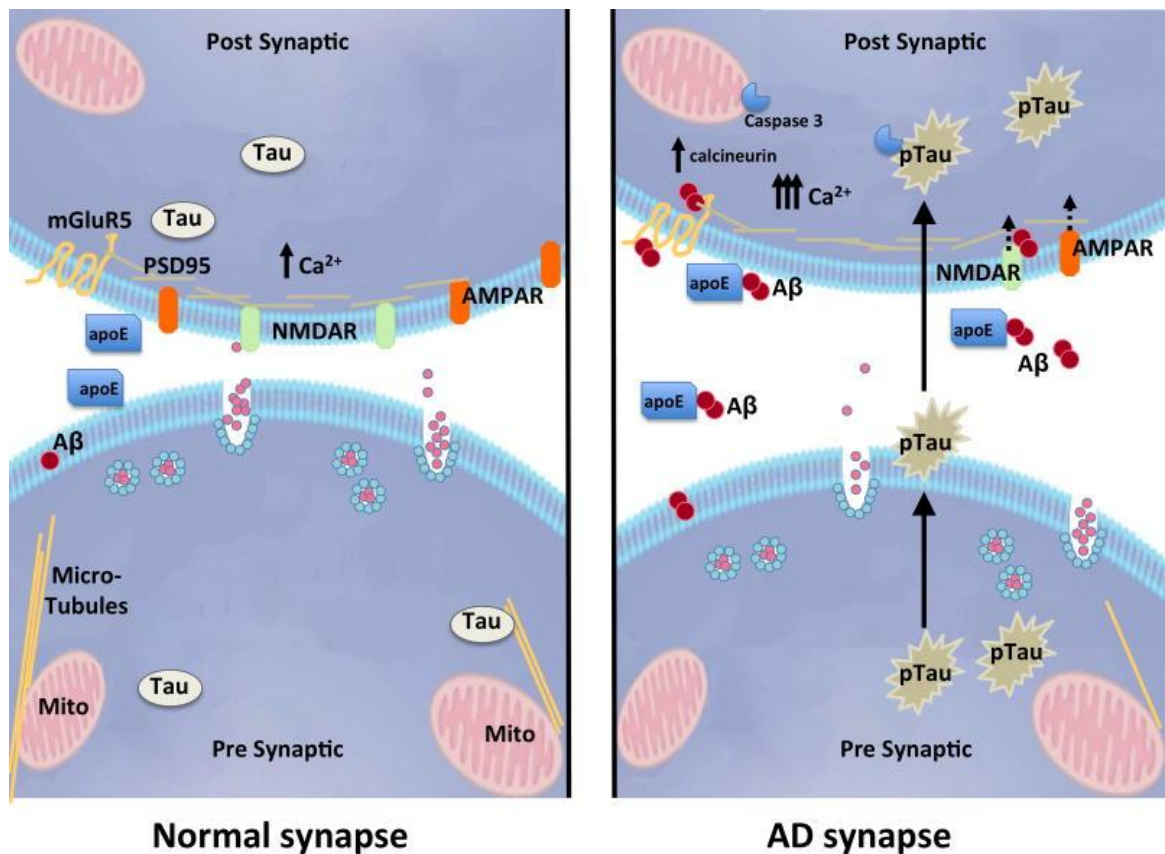 Post Synaptic
Tau
Tau
mGluR5
PSD95
Ca²⁺
AMPAR
NMDAR
apoE
apoE
Aβ
Micro-
Tubules
Tau
Tau
Mito
Mito
Pre Synaptic
Normal synapse
Post Synaptic
pTau
Caspase 3
pTau
calcineurin
Ca²⁺
AMPAR
NMDAR
apoE
Aβ
apoE
Aβ
apoE
Aβ
pTau
pTau
pTau
Pre Synaptic
AD synapse